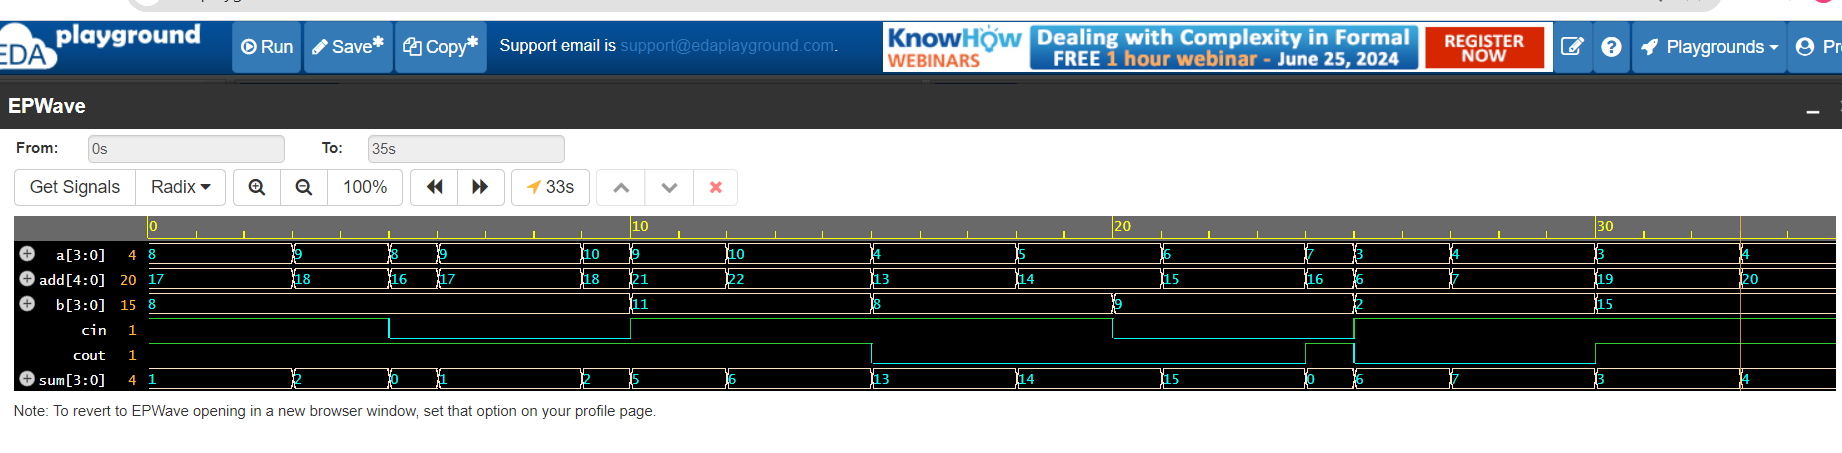 EDA playground Run Save* Copy* Support email is support@edaplayground.com. KnowHow WEBINARS Dealing with Complexity in Formal FREE 1 hour webinar - June 25, 2024 REGISTER NOW ? Playgrounds
EPWave
From: 0s To: 35s
Get Signals Radix 100% 33s
0 10 20 30
a[3:0] 4 8 9 8 9 10 9 10 4 5 6 7 3 4 3 4
add[4:0] 20 17 18 16 17 18 21 22 13 14 15 16 6 7 19 20
b[3:0] 15 8 11 8 9 2 15
cin 1
cout 1
sum[3:0] 4 1 2 0 1 2 5 6 13 14 15 0 6 7 3 4
Note: To revert to EPWave opening in a new browser window, set that option on your profile page.